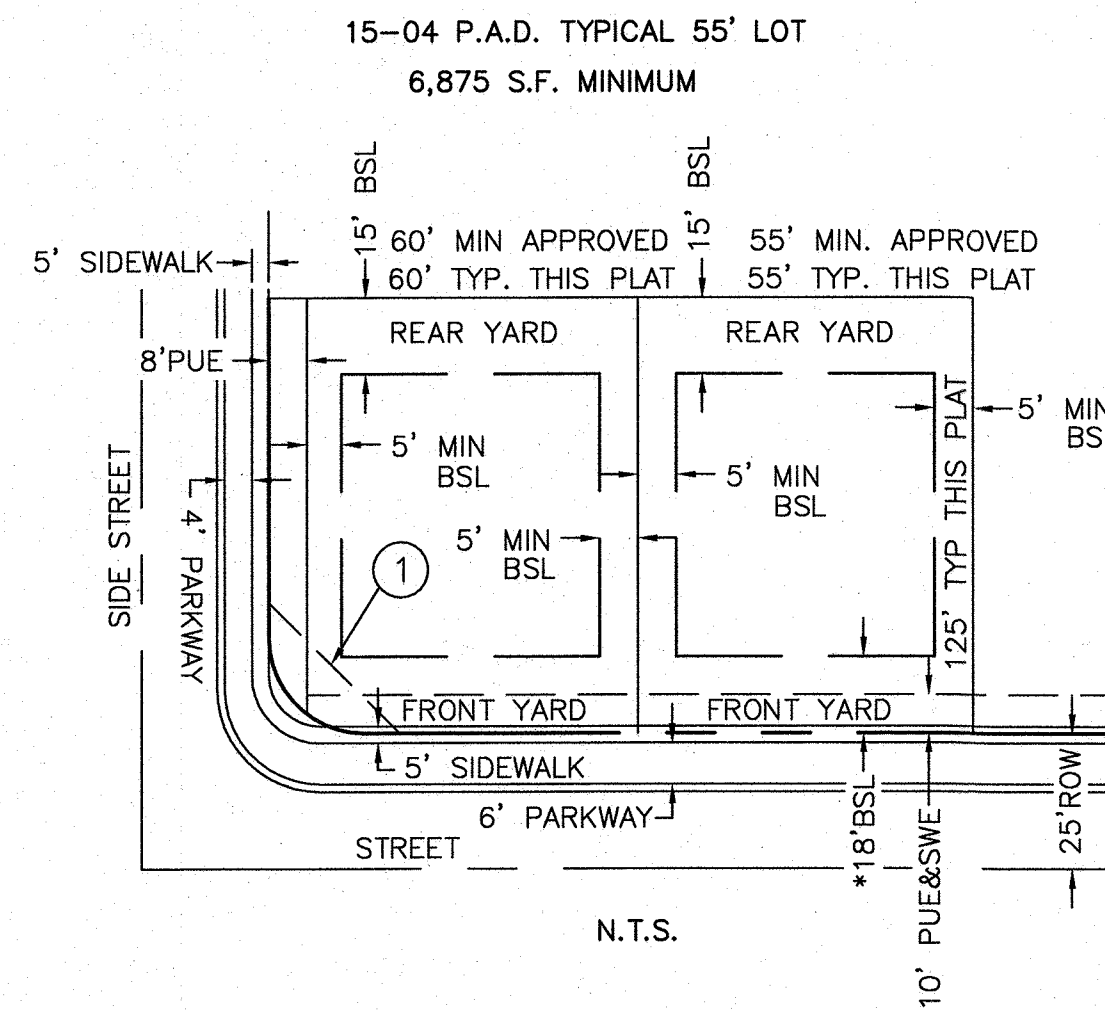 15-04 P.A.D. TYPICAL 55' LOT
6,875 S.F. MINIMUM
15' BSL
15' BSL
60' MIN APPROVED
60' TYP. THIS PLAT
55' MIN. APPROVED
55' TYP. THIS PLAT
5' SIDEWALK
REAR YARD
REAR YARD
8'PUE
5' MIN
BSL
5' MIN
BSL
5' MIN
BSL
5' MIN
BSL
125' TYP THIS PLAT
SIDE STREET
4' PARKWAY
1
FRONT YARD
FRONT YARD
5' SIDEWALK
6' PARKWAY
STREET
*18'BSL
10' PUE&SWE
25'ROW
N.T.S.